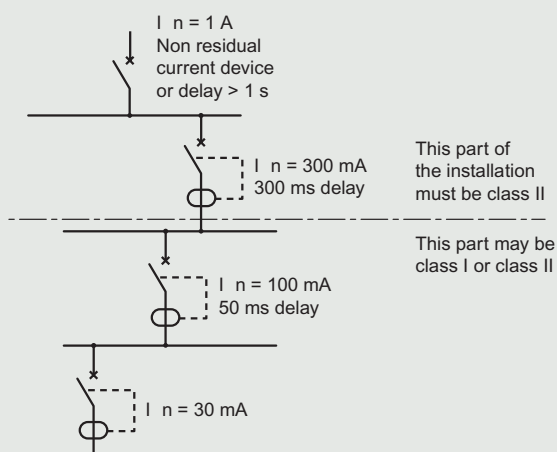 I n = 1 A
Non residual
current device
or delay > 1 s
I n = 300 mA
300 ms delay
This part of
the installation
must be class II
This part may be
class I or class II
I n = 100 mA
50 ms delay
I n = 30 mA